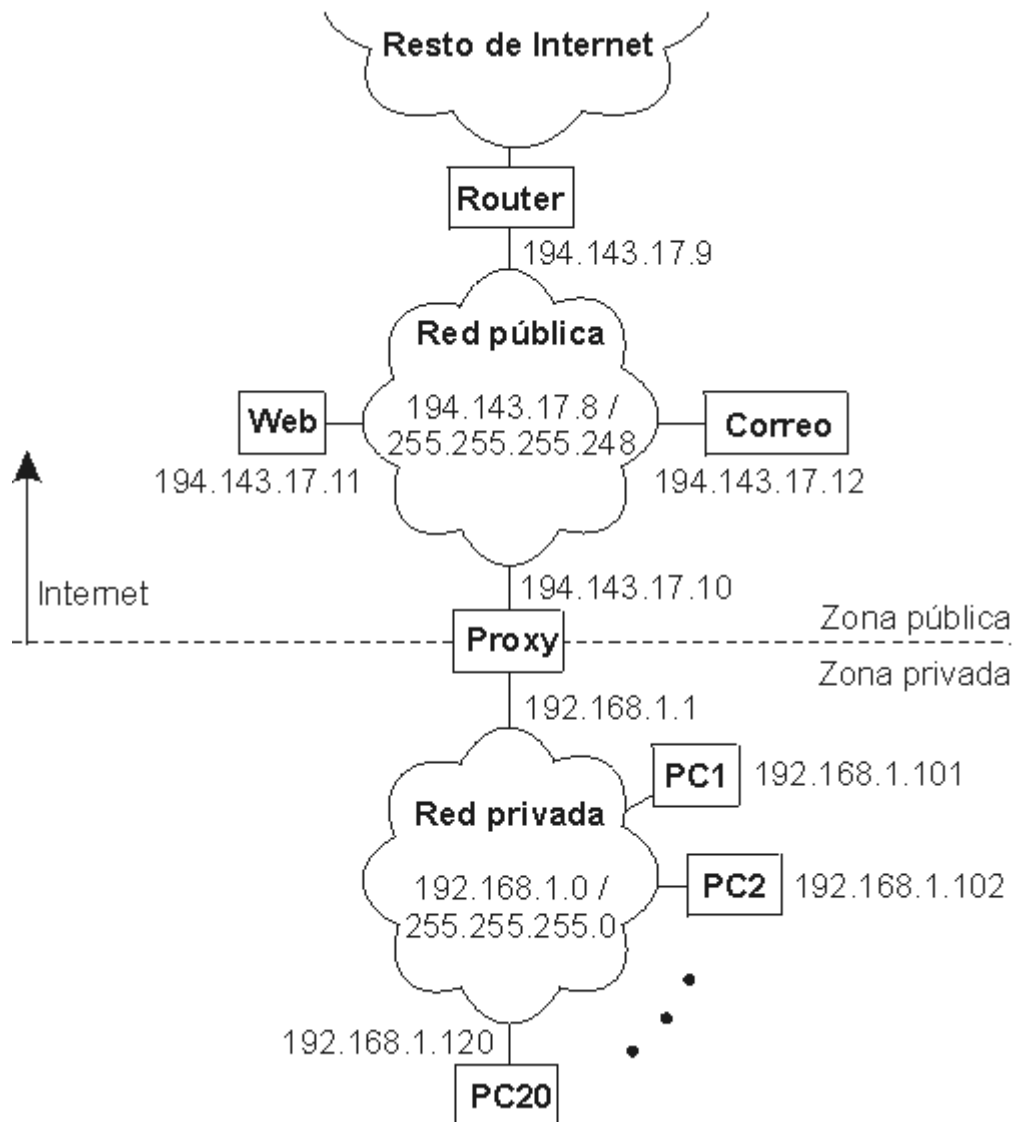 Resto de Internet
Router
194.143.17.9
Red pública
194.143.17.8 /
255.255.255.248
Web
194.143.17.11
Correo
194.143.17.12
Internet
194.143.17.10
Proxy
Zona pública
Zona privada
192.168.1.1
PC1
192.168.1.101
Red privada
192.168.1.0 /
255.255.255.0
PC2
192.168.1.102
192.168.1.120
PC20